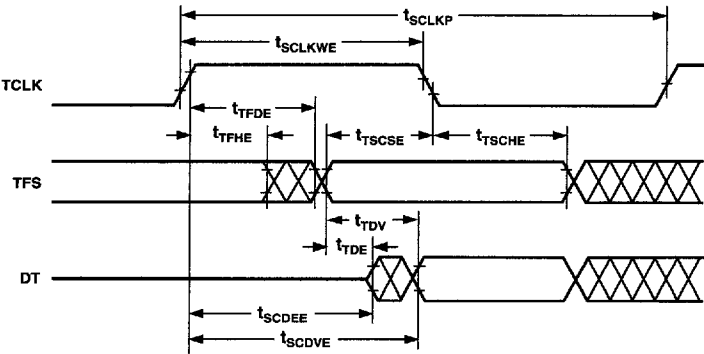 tSCLKP
tSCLKWE
TCLK
tTFDE
tTFHE
tTSCSE
tTSCHE
TFS
tTDV
tTDE
DT
tSCDEE
tSCDVE